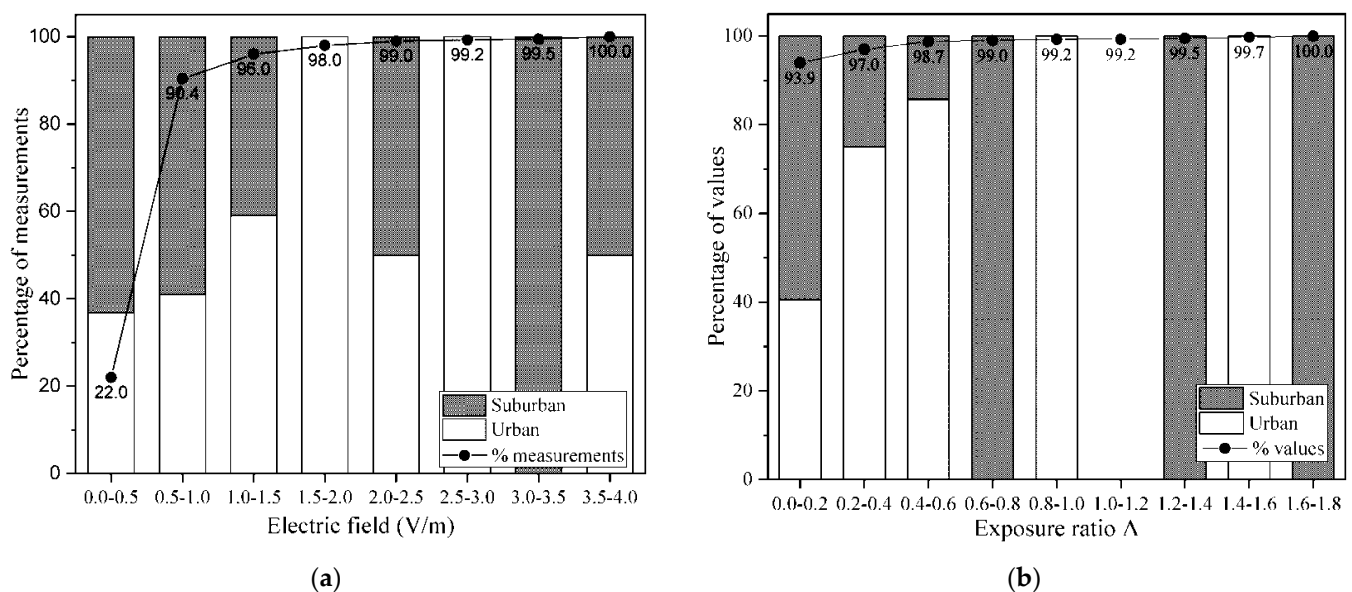 100
80
60
40
20
0
Percentage of measurements
22.0
90.4
96.0
98.0
99.0
99.2
99.5
100.0
Suburban
Urban
% measurements
0.0-0.5 0.5-1.0 1.0-1.5 1.5-2.0 2.0-2.5 2.5-3.0 3.0-3.5 3.5-4.0
Electric field (V/m)
(a)
100
80
60
40
20
0
Percentage of values
93.9
97.0
98.7
99.0
99.2
99.2
99.5
99.7
100.0
Suburban
Urban
% values
0.0-0.2 0.2-0.4 0.4-0.6 0.6-0.8 0.8-1.0 1.0-1.2 1.2-1.4 1.4-1.6 1.6-1.8
Exposure ratio Λ
(b)